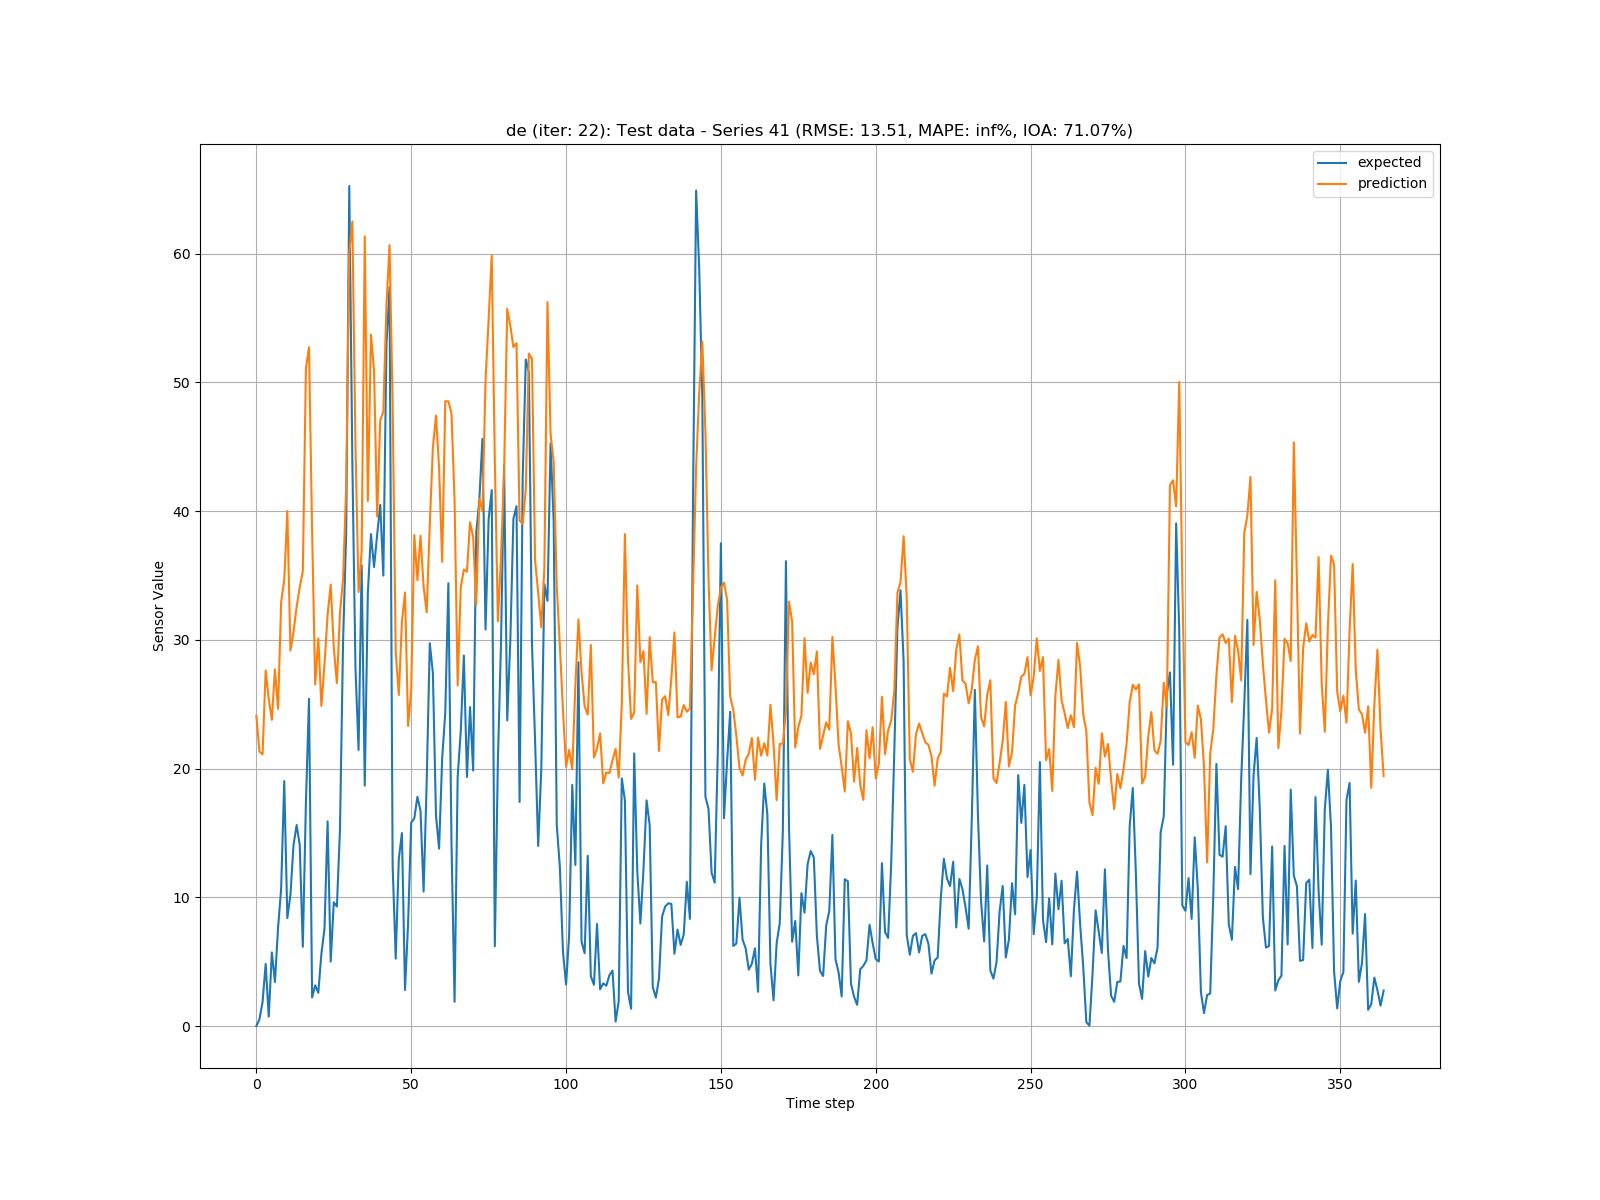 de (iter: 22): Test data - Series 41 (RMSE: 13.51, MAPE: inf%, IOA: 71.07%)
expected
prediction
60
50
40
30
20
10
0
Sensor Value
0 50 100 150 200 250 300 350
Time step